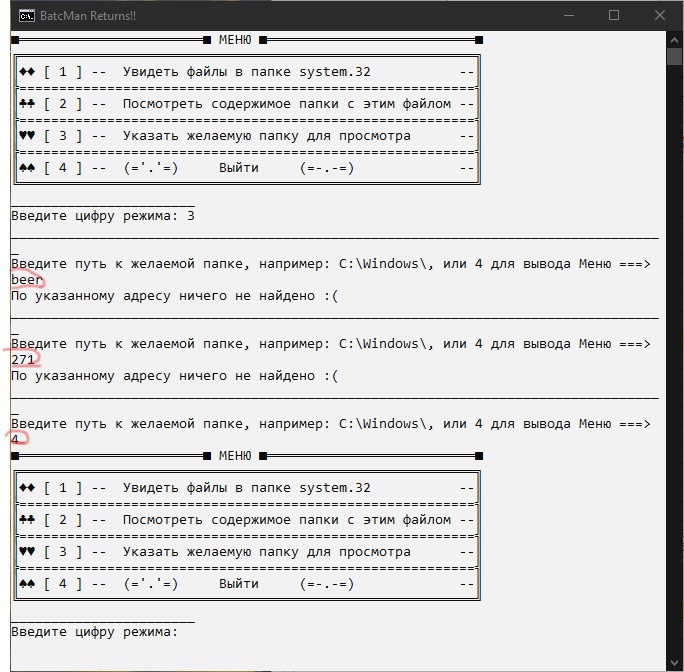 BatcMan Returns!!
■══════════════════════■ МЕНЮ ■══════════════════════════■
♦♦ [ 1 ] -- Увидеть файлы в папке system.32 --
♣♣ [ 2 ] -- Посмотреть содержимое папки с этим файлом --
♥♥ [ 3 ] -- Указать желаемую папку для просмотра --
♠♠ [ 4 ] -- (='.'=) Выйти (=-.-=) --
Введите цифру режима: 3
Введите путь к желаемой папке, например: C:\Windows\, или 4 для вывода Меню ===>
beer
По указанному адресу ничего не найдено :(
Введите путь к желаемой папке, например: C:\Windows\, или 4 для вывода Меню ===>
271
По указанному адресу ничего не найдено :(
Введите путь к желаемой папке, например: C:\Windows\, или 4 для вывода Меню ===>
4
■══════════════════════■ МЕНЮ ■══════════════════════════■
♦♦ [ 1 ] -- Увидеть файлы в папке system.32 --
♣♣ [ 2 ] -- Посмотреть содержимое папки с этим файлом --
♥♥ [ 3 ] -- Указать желаемую папку для просмотра --
♠♠ [ 4 ] -- (='.'=) Выйти (=-.-=) --
Введите цифру режима: